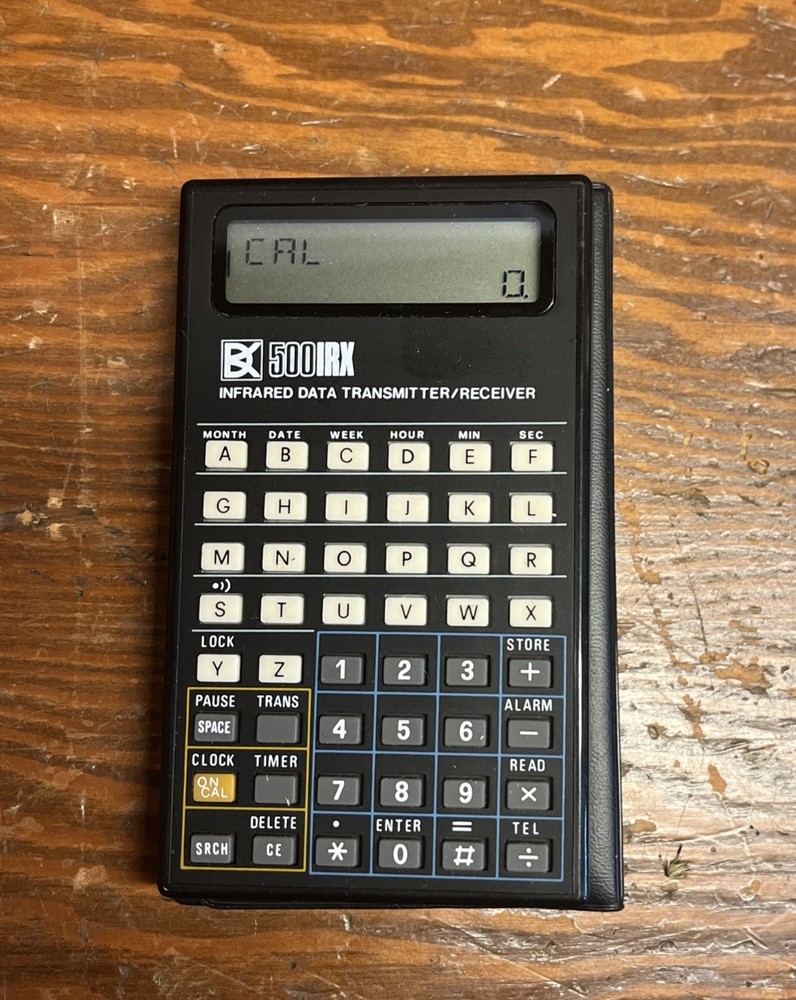 CAL
0.
BK 500IRX
INFRARED DATA TRANSMITTER/RECEIVER
MONTH DATE WEEK HOUR MIN SEC
A B C D E F
G H I J K L
M N O P Q R
S T U V W X
LOCK STORE
Y Z 1 2 3 +
PAUSE TRANS ALARM
SPACE 4 5 6 −
CLOCK TIMER READ
ON CAL 7 8 9 ×
DELETE • ENTER = TEL
SRCH CE * 0 # ÷